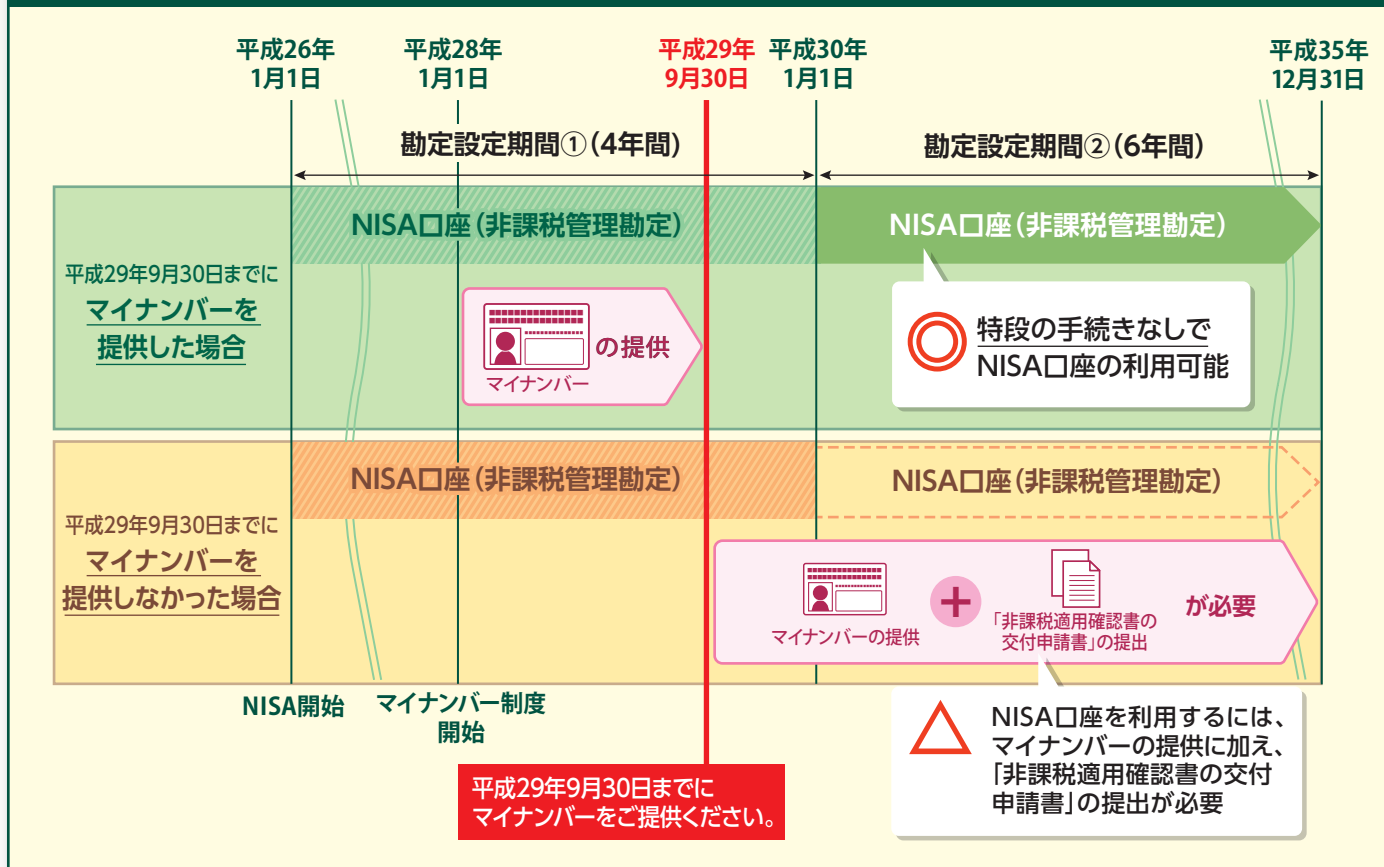 平成26年
1月1日
平成28年
1月1日
平成29年
9月30日
平成30年
1月1日
平成35年
12月31日
勘定設定期間①(4年間)
勘定設定期間②(6年間)
平成29年9月30日までに
マイナンバーを
提供した場合
NISA口座(非課税管理勘定)
NISA口座(非課税管理勘定)
の提供
マイナンバー
特段の手続きなしで
NISA口座の利用可能
平成29年9月30日までに
マイナンバーを
提供しなかった場合
NISA口座(非課税管理勘定)
NISA口座(非課税管理勘定)
マイナンバーの提供
+
「非課税適用確認書の
交付申請書」の提出
が必要
NISA開始
マイナンバー制度
開始
NISA口座を利用するには、
マイナンバーの提供に加え、
「非課税適用確認書の交付
申請書」の提出が必要
平成29年9月30日までに
マイナンバーをご提供ください。